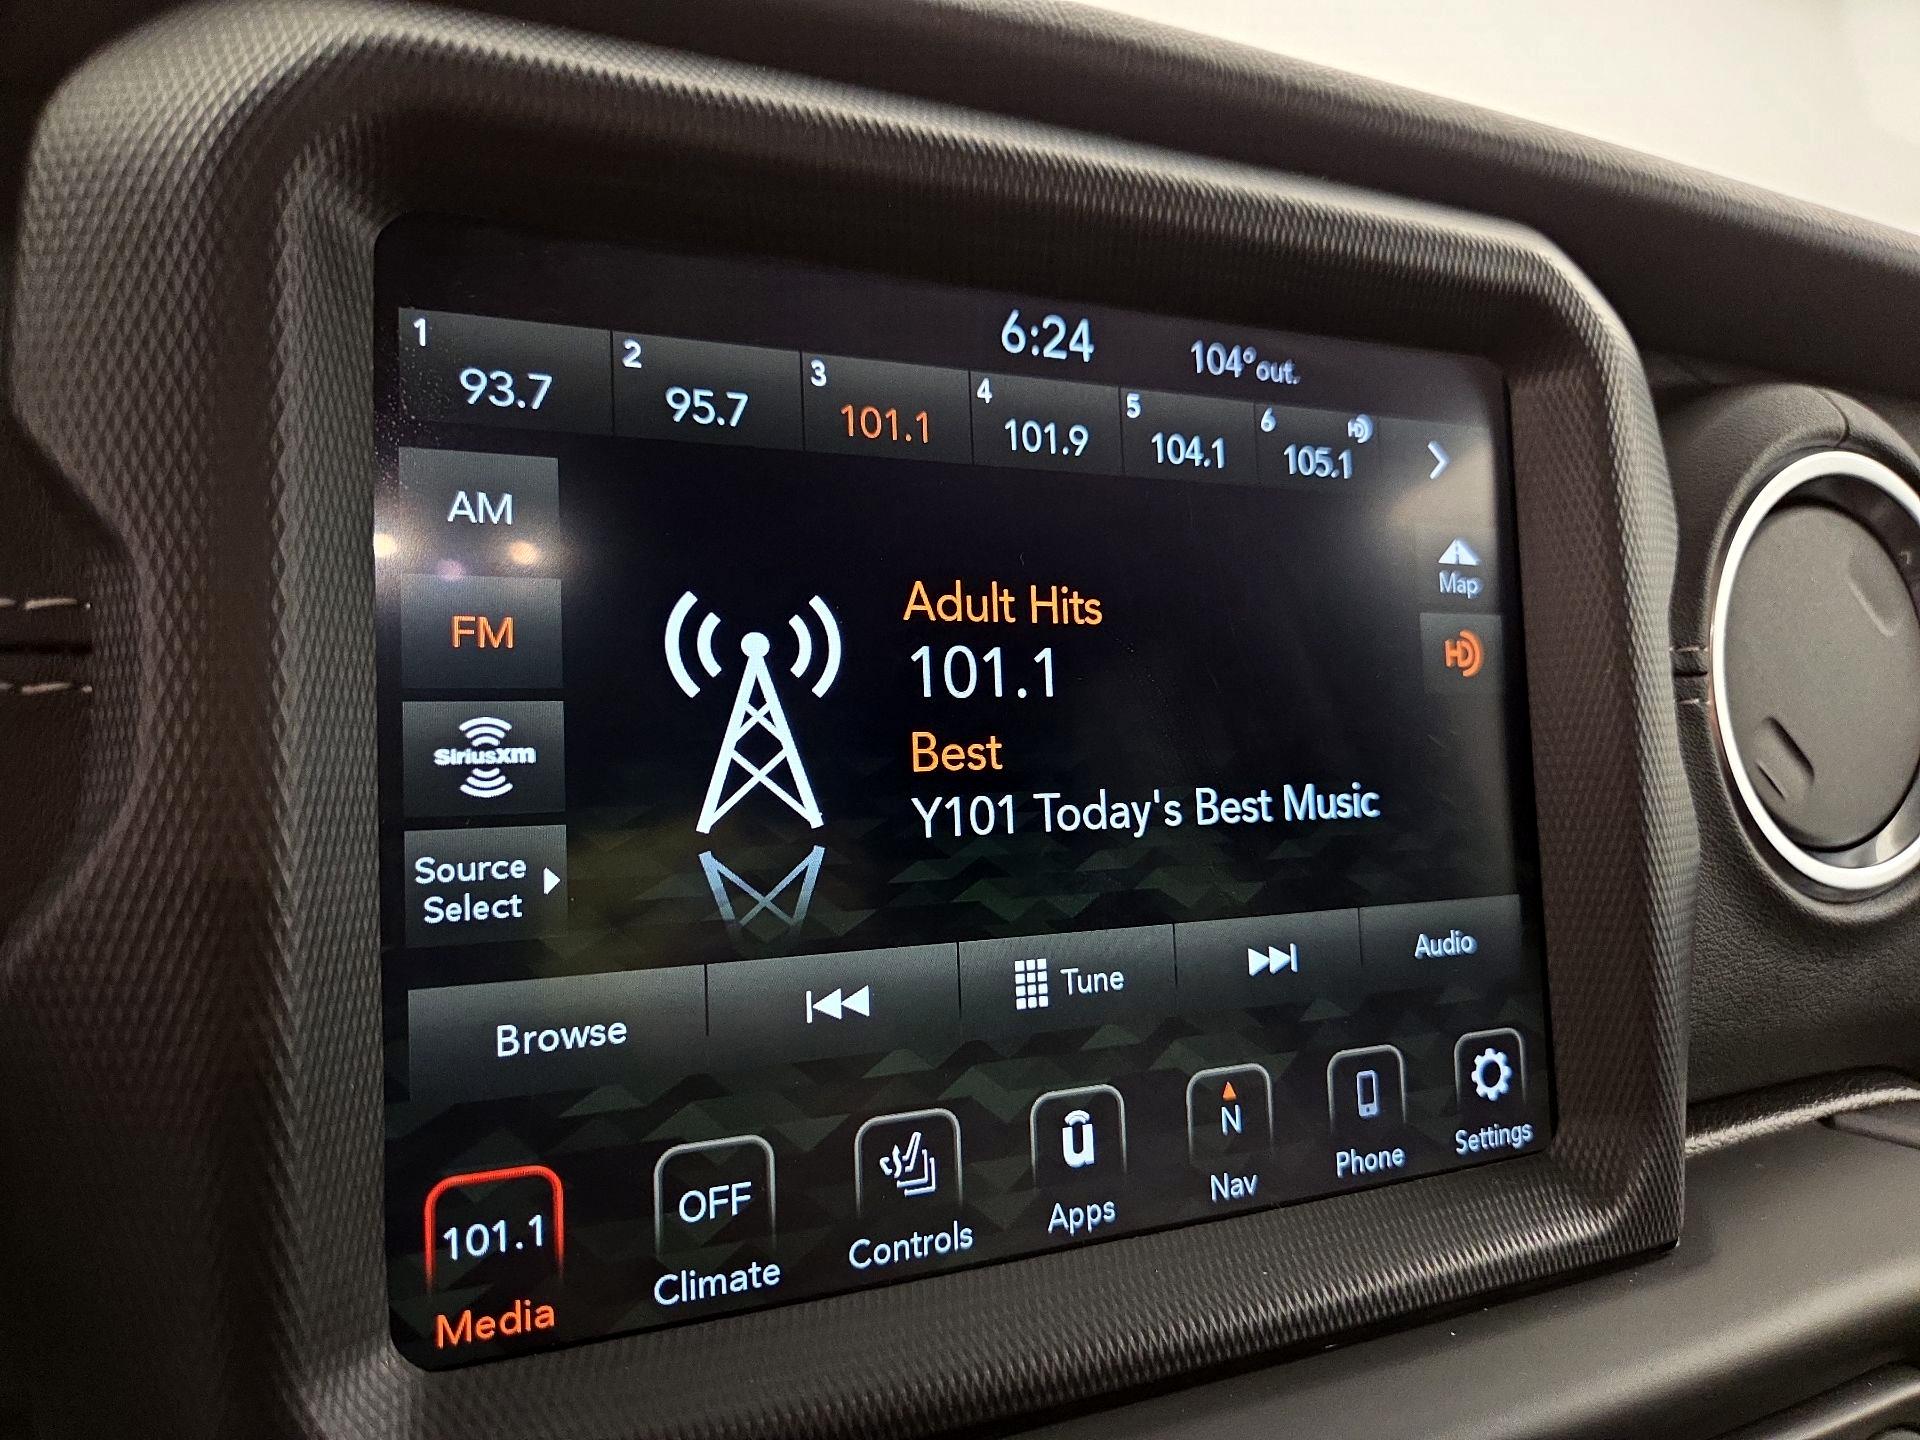 6:24
104° out.
1
93.7
2
95.7
3
101.1
4
101.9
5
104.1
6
HD
105.1
AM
FM
SiriusXM
Source
Select
Adult Hits
101.1
Best
Y101 Today's Best Music
Map
HD
Browse
Tune
Audio
101.1
Media
OFF
Climate
Controls
u
Apps
N
Nav
Phone
Settings